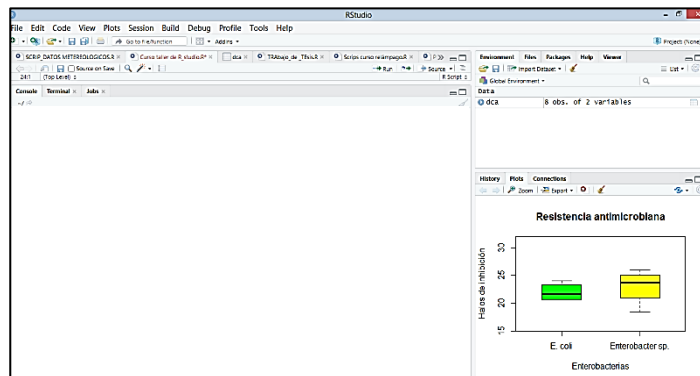 RStudio
File Edit Code View Plots Session Build Debug Profile Tools Help
Go to file/function Addins Project: (None)
SCRIP_DATOS METEREOLOGICOS.R Curso taller de R_studio.R* dca TRAbajo_de_This.R Scrips curso relámpago.R
Source on Save Run Source
24:1 (Top Level) R Script
Console Terminal Jobs
~/
Environment Files Packages Help Viewer
Import Dataset List
Global Environment
Data
dca 8 obs. of 2 variables
History Plots Connections
Zoom Export
Resistencia antimicrobiana
Halos de inhibición
30
25
20
15
E. coli Enterobacter sp.
Enterobacterias